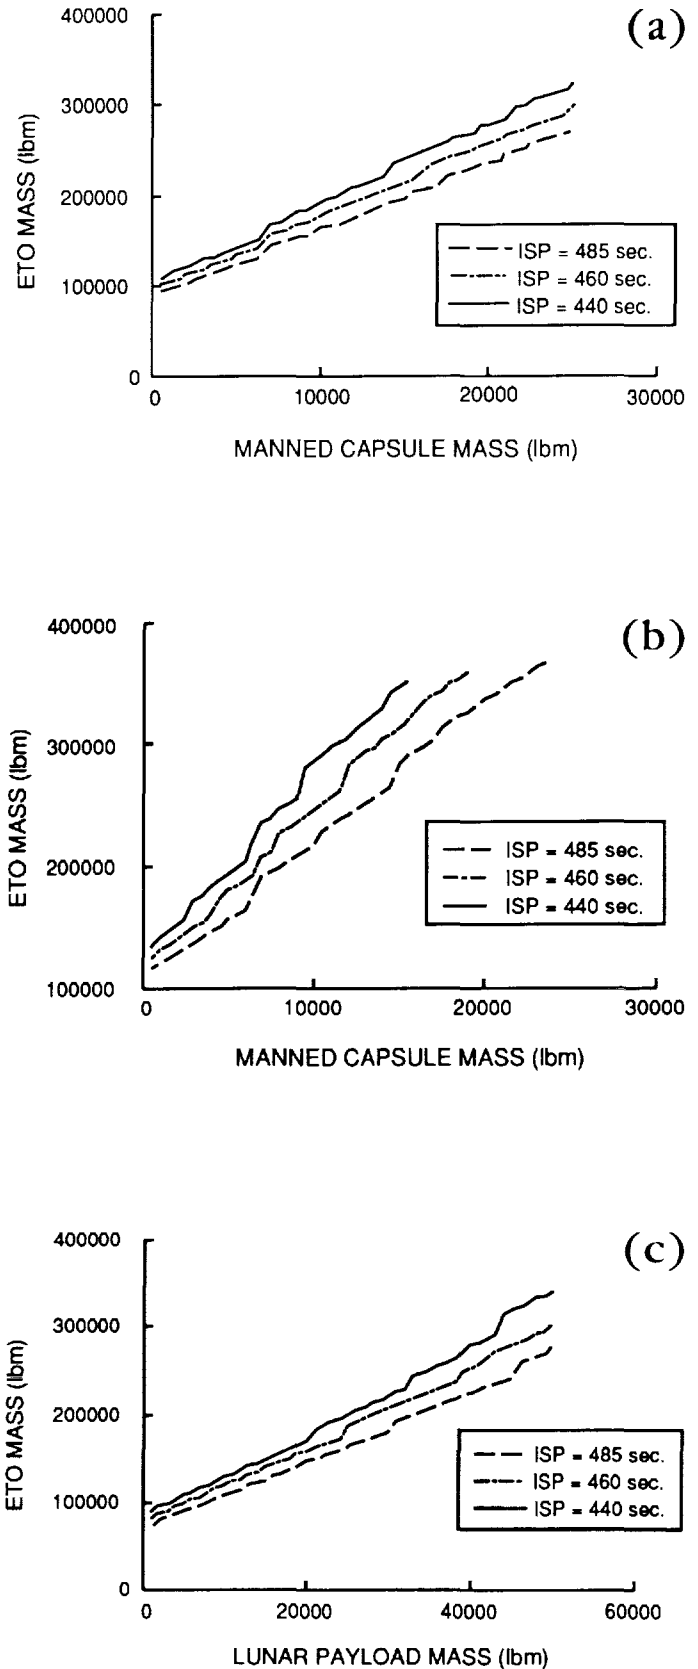 (a)
400000
300000
200000
100000
0
ETO MASS (lbm)
ISP = 485 sec.
ISP = 460 sec.
ISP = 440 sec.
0 10000 20000 30000
MANNED CAPSULE MASS (lbm)
(b)
400000
300000
200000
100000
ETO MASS (lbm)
ISP = 485 sec.
ISP = 460 sec.
ISP = 440 sec.
0 10000 20000 30000
MANNED CAPSULE MASS (lbm)
(c)
400000
300000
200000
100000
0
ETO MASS (lbm)
ISP = 485 sec.
ISP = 460 sec.
ISP = 440 sec.
0 20000 40000 60000
LUNAR PAYLOAD MASS (lbm)